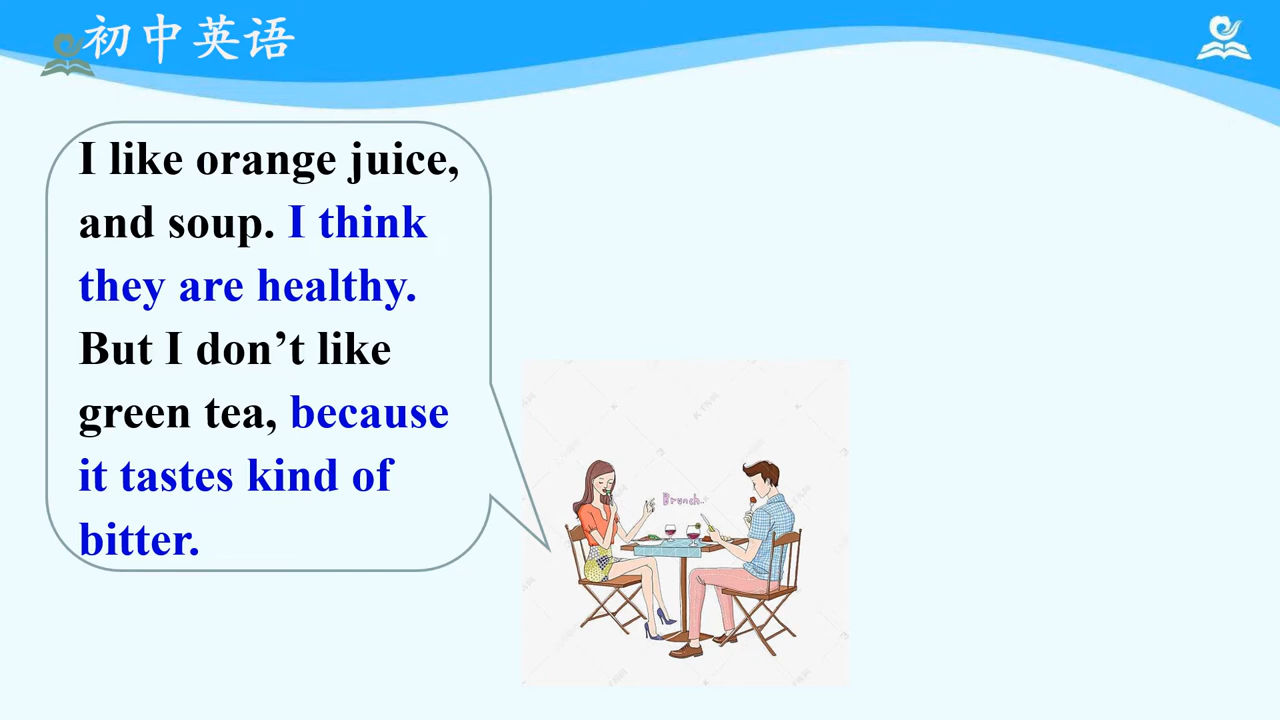 初中英语
I like orange juice,
and soup. I think
they are healthy.
But I don’t like
green tea, because
it tastes kind of
bitter.
Brunch..